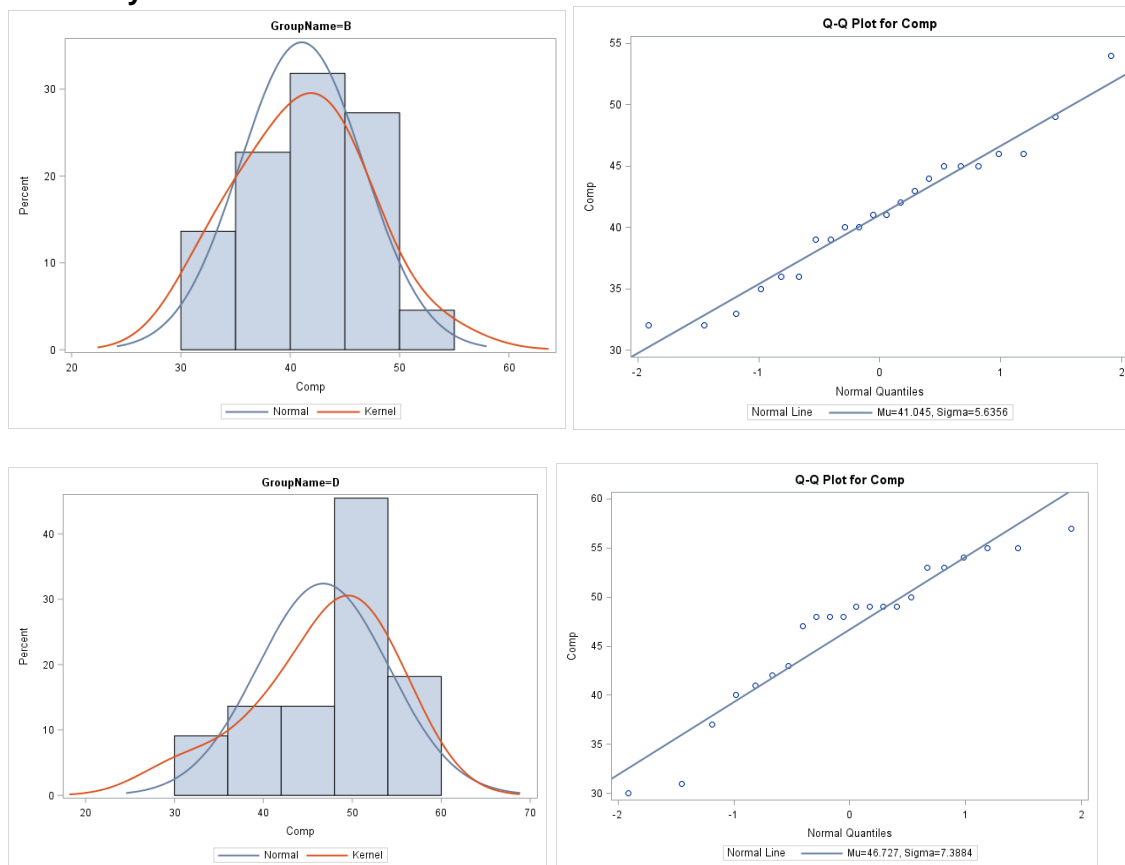 GroupName=B
30
20
10
0
Percent
20 30 40 50 60
Comp
Normal Kernel
Q-Q Plot for Comp
55
50
45
40
35
30
Comp
-2 -1 0 1 2
Normal Quantiles
Normal Line Mu=41.045, Sigma=5.6356
GroupName=D
40
30
20
10
0
Percent
20 30 40 50 60 70
Comp
Normal Kernel
Q-Q Plot for Comp
60
55
50
45
40
35
30
Comp
-2 -1 0 1 2
Normal Quantiles
Normal Line Mu=46.727, Sigma=7.3884